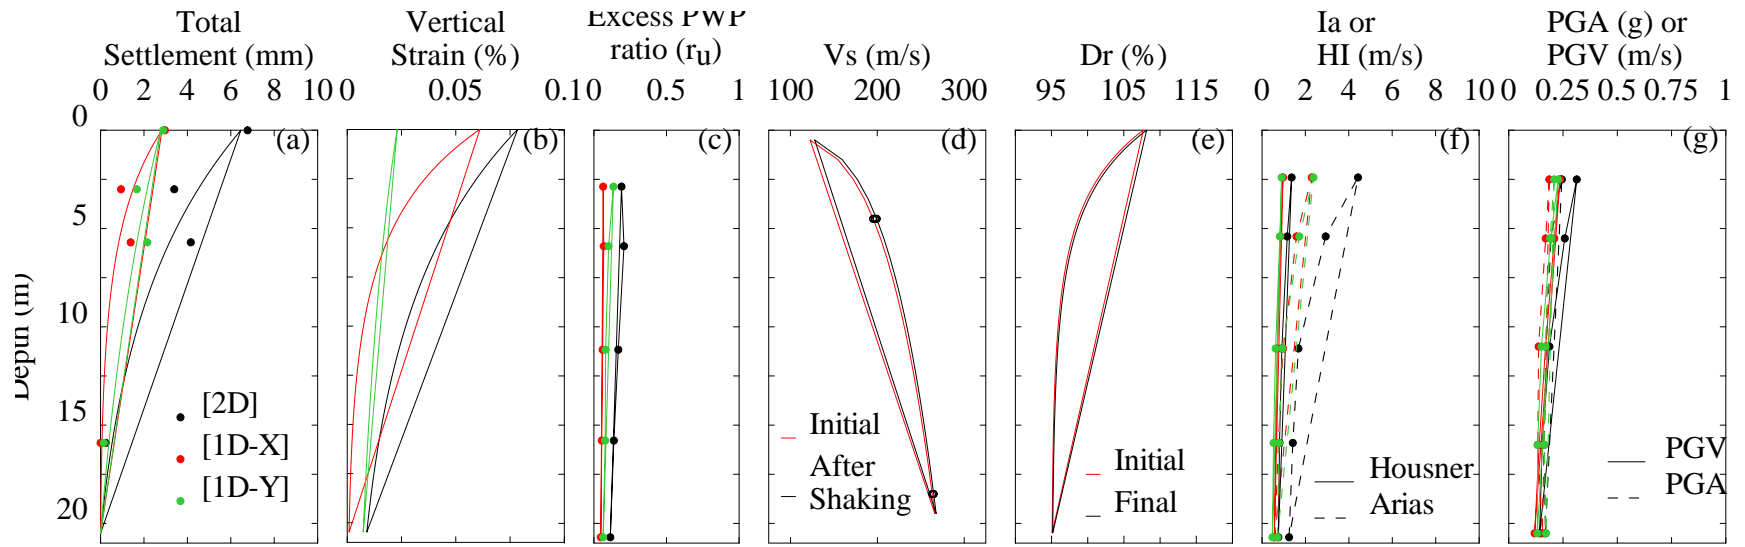 Total
Settlement (mm)
0 2 4 6 8 10
Vertical
Strain (%)
0 0.05 0.1
Excess PWP
ratio (ru)
0 0.5 1
Vs (m/s)
100 200 300
Dr (%)
95 105 115
Ia or
HI (m/s)
0 2 4 6 8 10
PGA (g) or
PGV (m/s)
0 0.25 0.5 0.75 1
(m)
0
5
10
15
20
(a)
(b)
(c)
(d)
(e)
(f)
(g)
[2D]
[1D-X]
[1D-Y]
Initial
After
Shaking
Initial
Final
Housner
Arias
PGV
PGA